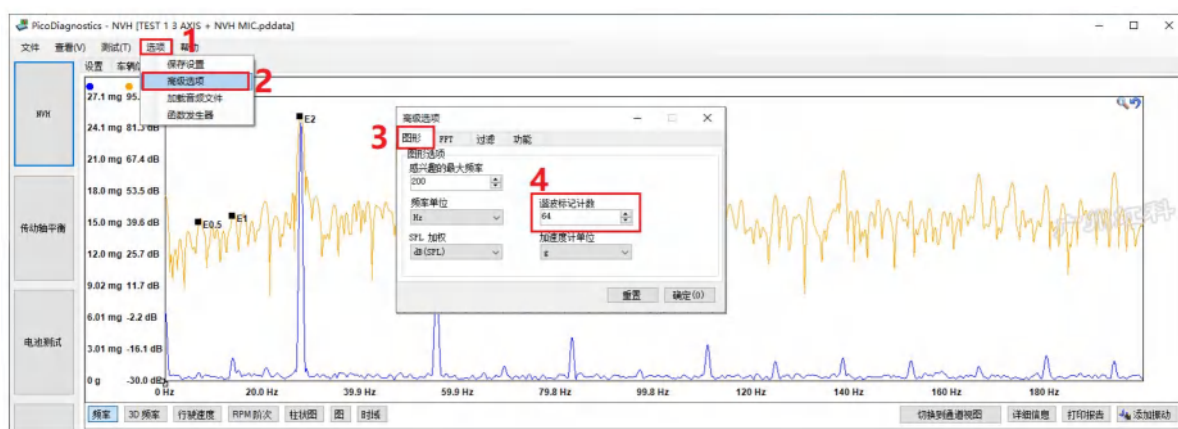 PicoDiagnostics - NVH [TEST 1 3 AXIS + NVH MIC.pddata]
1
文件 查看(V) 测试(T) 选项 帮助
设置 车辆
保存设置
高级选项 2
加载音频文件
函数发生器
NVH
传动轴平衡
电池测试
27.1 mg 95.
24.1 mg 81.5 dB
21.0 mg 67.4 dB
18.0 mg 53.5 dB
15.0 mg 39.6 dB
12.0 mg 25.7 dB
9.02 mg 11.7 dB
6.01 mg -2.2 dB
3.01 mg -16.1 dB
0 g -30.0 dB
E0.5 E1 E2
高级选项
3 图形 FFT 过滤 功能
图形选项
感兴趣的最大频率
200
4
频率单位 谐波标记计数
Hz 64
SPL 加权 加速度计单位
dB(SPL) g
重置 确定(O)
0 Hz 20.0 Hz 39.9 Hz 59.9 Hz 79.8 Hz 99.8 Hz 120 Hz 140 Hz 160 Hz 180 Hz
频率 3D 频率 行驶速度 RPM 阶次 柱状图 图 时域 切换到通道视图 详细信息 打印报告 添加振动